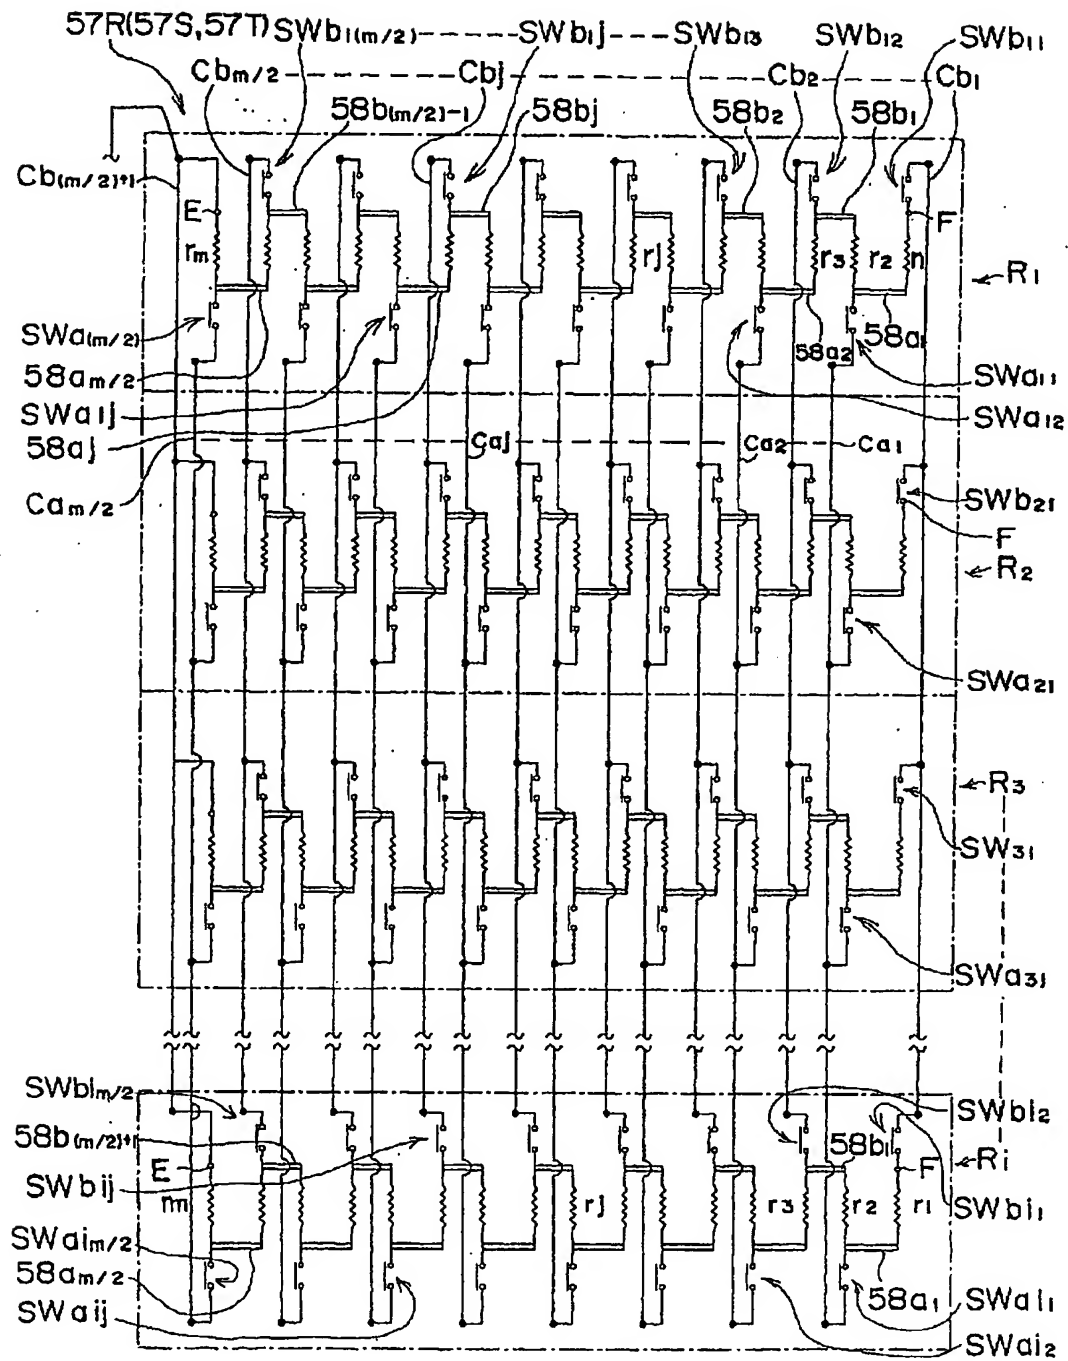 57R(57S,57T) SWb1(m/2) SWb1j SWb13 SWb12 SWb11
Cbm/2 Cbj Cb2 Cb1
58b(m/2)-1 58bj 58b2 58b1
Cb(m/2)+1
E F
rm rj r3 r2 r1
R1
SWa(m/2) 58a2 58a1
58am/2 SWa11
SWa1j SWa12
58aj Caj Ca2 Ca1
Cam/2 SWb21
F
R2
SWa21
R3
SW31
SWa31
SWbim/2 SWbi2
58b(m/2)+1 58b1
E F Ri
SWbij
rm rj r3 r2 r1 SWbi1
SWaim/2
58am/2 58a1 SWai1
SWaij SWai2